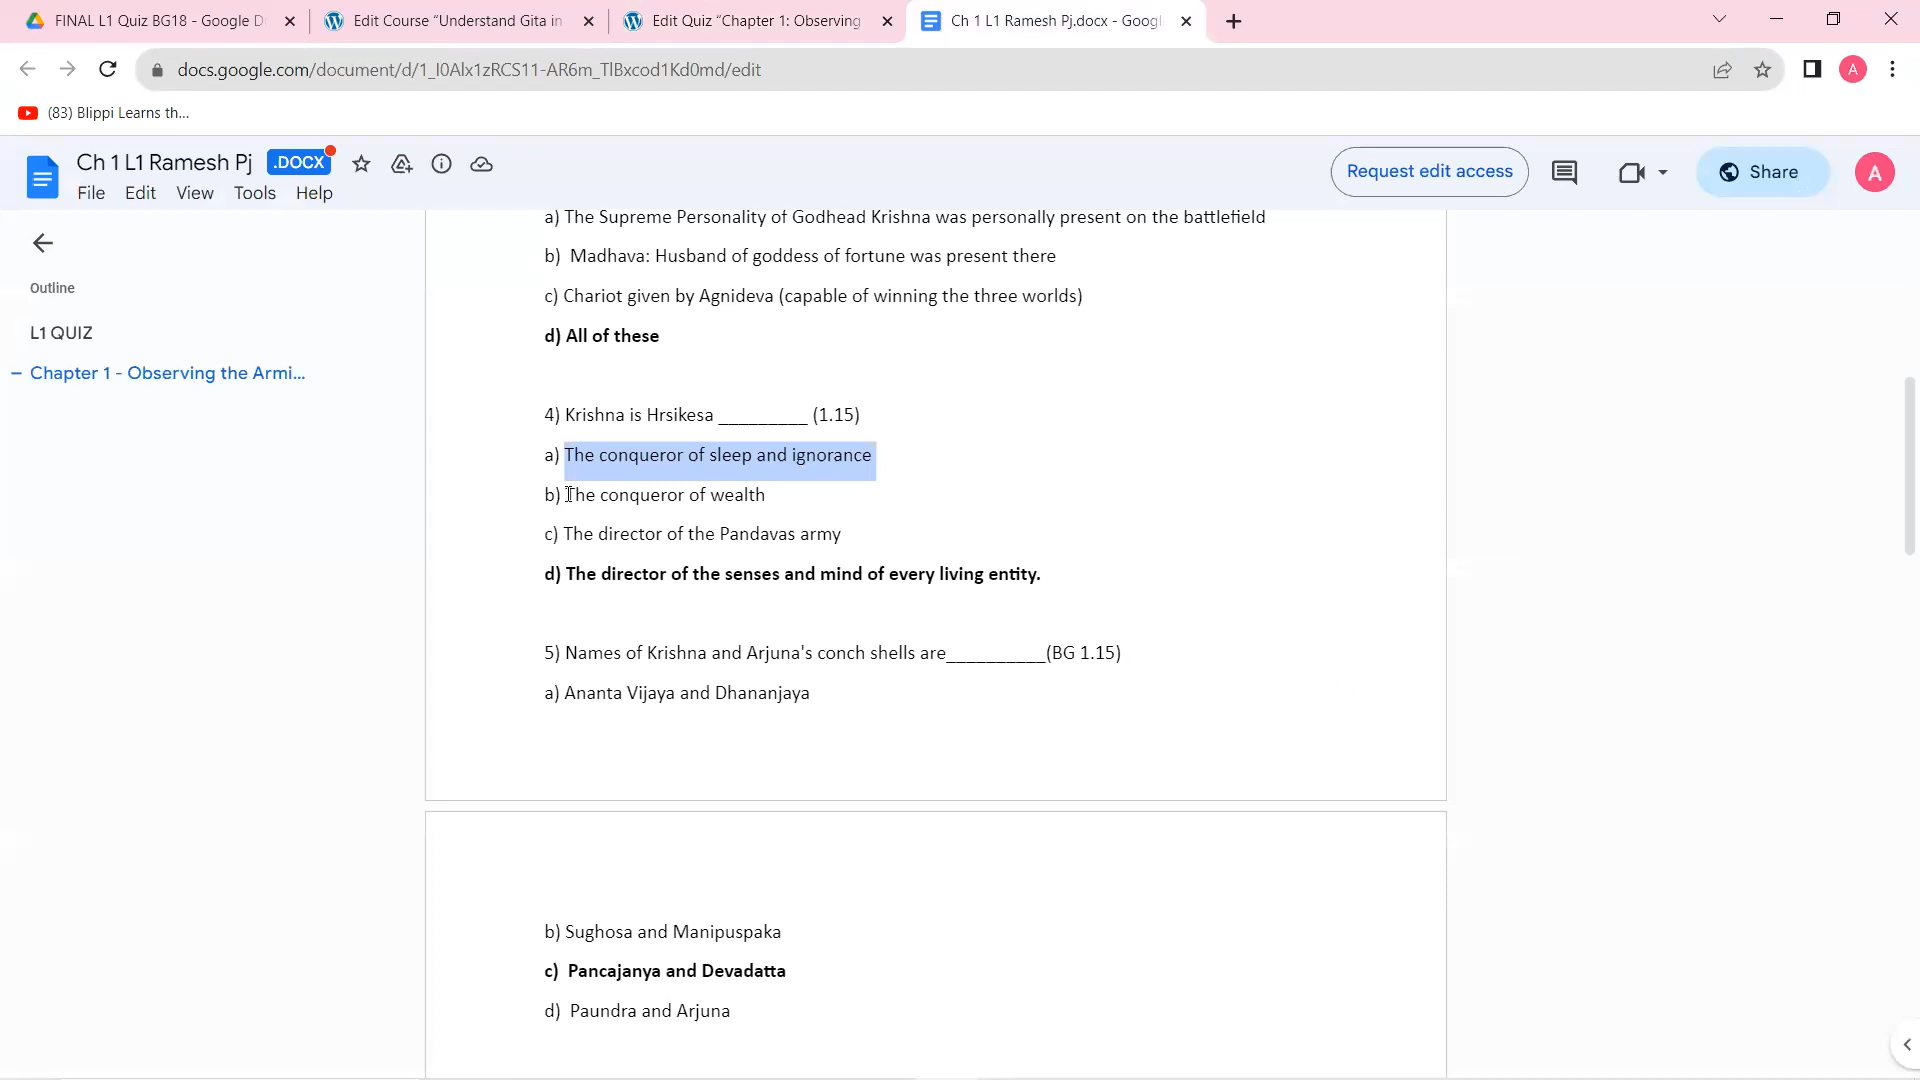 FINAL L1 Quiz BG18 - Google D
Edit Course “Understand Gita in
Edit Quiz “Chapter 1: Observing
Ch 1 L1 Ramesh Pj.docx - Googl
docs.google.com/document/d/1_I0Alx1zRCS11-AR6m_TlBxcod1Kd0md/edit
A
(83) Blippi Learns th...
Ch 1 L1 Ramesh Pj
.DOCX
Request edit access
Share
A
File Edit View Tools Help
Outline
L1 QUIZ
Chapter 1 - Observing the Armi...
a) The Supreme Personality of Godhead Krishna was personally present on the battlefield
b) Madhava: Husband of goddess of fortune was present there
c) Chariot given by Agnideva (capable of winning the three worlds)
d) All of these
4) Krishna is Hrsikesa _________ (1.15)
a) The conqueror of sleep and ignorance
b) The conqueror of wealth
c) The director of the Pandavas army
d) The director of the senses and mind of every living entity.
5) Names of Krishna and Arjuna's conch shells are__________(BG 1.15)
a) Ananta Vijaya and Dhananjaya
b) Sughosa and Manipuspaka
c) Pancajanya and Devadatta
d) Paundra and Arjuna